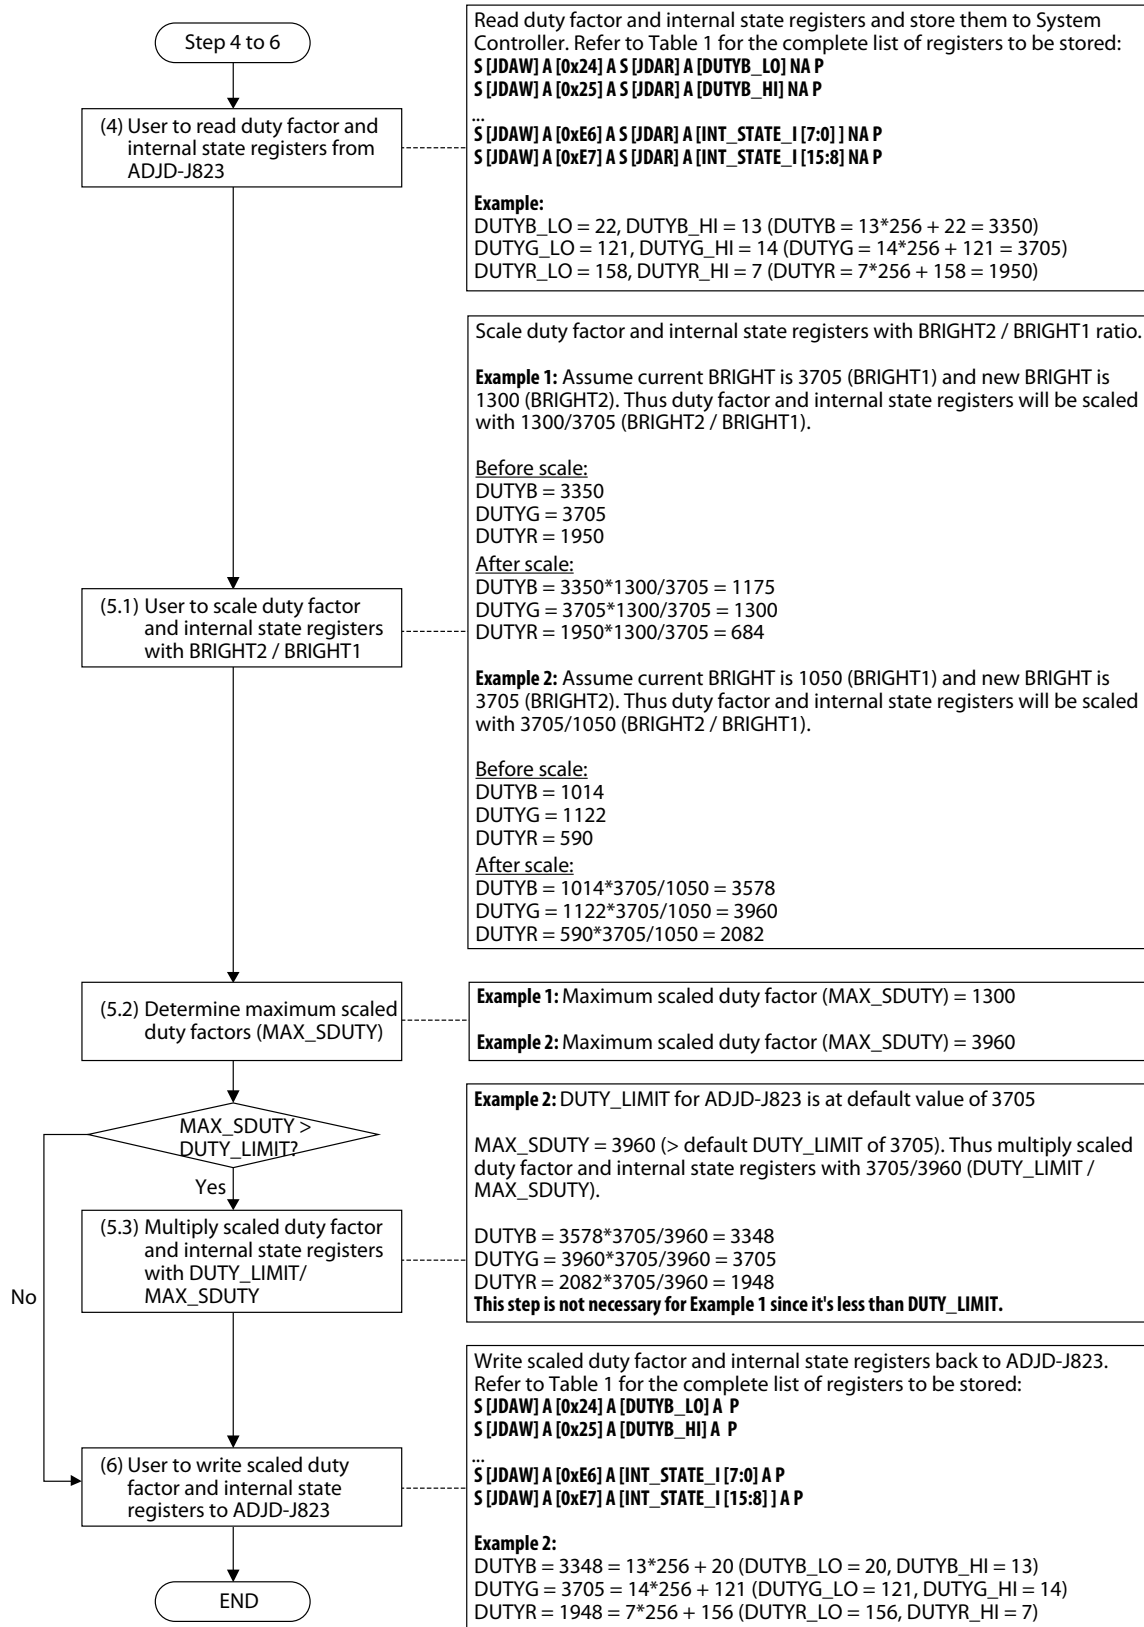 Step 4 to 6
Read duty factor and internal state registers and store them to System
Controller. Refer to Table 1 for the complete list of registers to be stored:
S [JDAW] A [0x24] A S [JDAR] A [DUTYB_LO] NA P
S [JDAW] A [0x25] A S [JDAR] A [DUTYB_HI] NA P
...
S [JDAW] A [0xE6] A S [JDAR] A [INT_STATE_I [7:0] ] NA P
S [JDAW] A [0xE7] A S [JDAR] A [INT_STATE_I [15:8] NA P
Example:
DUTYB_LO = 22, DUTYB_HI = 13 (DUTYB = 13*256 + 22 = 3350)
DUTYG_LO = 121, DUTYG_HI = 14 (DUTYG = 14*256 + 121 = 3705)
DUTYR_LO = 158, DUTYR_HI = 7 (DUTYR = 7*256 + 158 = 1950)
(4) User to read duty factor and
internal state registers from
ADJD-J823
Scale duty factor and internal state registers with BRIGHT2 / BRIGHT1 ratio.
Example 1: Assume current BRIGHT is 3705 (BRIGHT1) and new BRIGHT is
1300 (BRIGHT2). Thus duty factor and internal state registers will be scaled
with 1300/3705 (BRIGHT2 / BRIGHT1).
Before scale:
DUTYB = 3350
DUTYG = 3705
DUTYR = 1950
After scale:
DUTYB = 3350*1300/3705 = 1175
DUTYG = 3705*1300/3705 = 1300
DUTYR = 1950*1300/3705 = 684
Example 2: Assume current BRIGHT is 1050 (BRIGHT1) and new BRIGHT is
3705 (BRIGHT2). Thus duty factor and internal state registers will be scaled
with 3705/1050 (BRIGHT2 / BRIGHT1).
Before scale:
DUTYB = 1014
DUTYG = 1122
DUTYR = 590
After scale:
DUTYB = 1014*3705/1050 = 3578
DUTYG = 1122*3705/1050 = 3960
DUTYR = 590*3705/1050 = 2082
(5.1) User to scale duty factor
and internal state registers
with BRIGHT2 / BRIGHT1
(5.2) Determine maximum scaled
duty factors (MAX_SDUTY)
Example 1: Maximum scaled duty factor (MAX_SDUTY) = 1300
Example 2: Maximum scaled duty factor (MAX_SDUTY) = 3960
MAX_SDUTY >
DUTY_LIMIT?
Yes
No
(5.3) Multiply scaled duty factor
and internal state registers
with DUTY_LIMIT/
MAX_SDUTY
Example 2: DUTY_LIMIT for ADJD-J823 is at default value of 3705
MAX_SDUTY = 3960 (> default DUTY_LIMIT of 3705). Thus multiply scaled
duty factor and internal state registers with 3705/3960 (DUTY_LIMIT /
MAX_SDUTY).
DUTYB = 3578*3705/3960 = 3348
DUTYG = 3960*3705/3960 = 3705
DUTYR = 2082*3705/3960 = 1948
This step is not necessary for Example 1 since it's less than DUTY_LIMIT.
(6) User to write scaled duty
factor and internal state
registers to ADJD-J823
Write scaled duty factor and internal state registers back to ADJD-J823.
Refer to Table 1 for the complete list of registers to be stored:
S [JDAW] A [0x24] A [DUTYB_LO] A P
S [JDAW] A [0x25] A [DUTYB_HI] A P
...
S [JDAW] A [0xE6] A [INT_STATE_I [7:0] A P
S [JDAW] A [0xE7] A [INT_STATE_I [15:8] ] A P
Example 2:
DUTYB = 3348 = 13*256 + 20 (DUTYB_LO = 20, DUTYB_HI = 13)
DUTYG = 3705 = 14*256 + 121 (DUTYG_LO = 121, DUTYG_HI = 14)
DUTYR = 1948 = 7*256 + 156 (DUTYR_LO = 156, DUTYR_HI = 7)
END